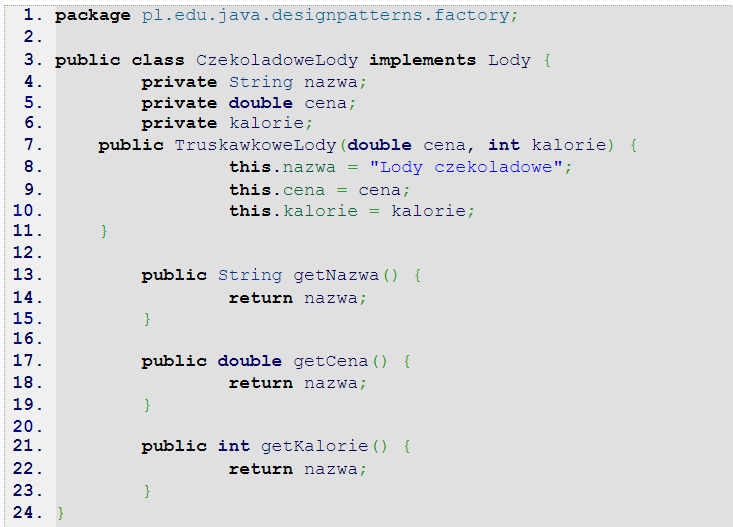 1. package pl.edu.java.designpatterns.factory;
2.
3. public class CzekoladoweLody implements Lody {
4. private String nazwa;
5. private double cena;
6. private kalorie;
7. public TruskawkoweLody(double cena, int kalorie) {
8. this.nazwa = "Lody czekoladowe";
9. this.cena = cena;
10. this.kalorie = kalorie;
11. }
12.
13. public String getNazwa() {
14. return nazwa;
15. }
16.
17. public double getCena() {
18. return nazwa;
19. }
20.
21. public int getKalorie() {
22. return nazwa;
23. }
24. }